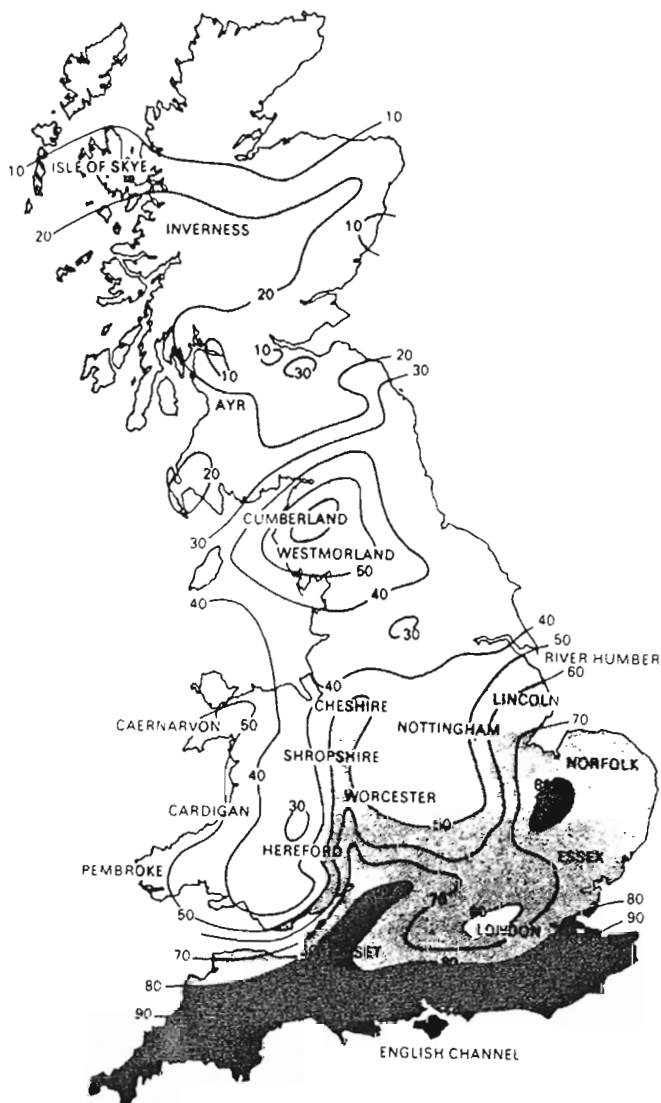 10
10
ISLE OF SKYE
20
INVERNESS
10
20
10
30
20
30
10
AYR
20
CUMBERLAND
30
WESTMORLAND
50
40
40
30
40
50
RIVER HUMBER
60
40
CHESHIRE
LINCOLN
CAERNARVON
50
NOTTINGHAM
70
SHROPSHIRE
NORFOLK
40
WORCESTER
CARDIGAN
30
HEREFORD
ESSEX
PEMBROKE
50
70
80
90
LONDON
70
80
90
ENGLISH CHANNEL